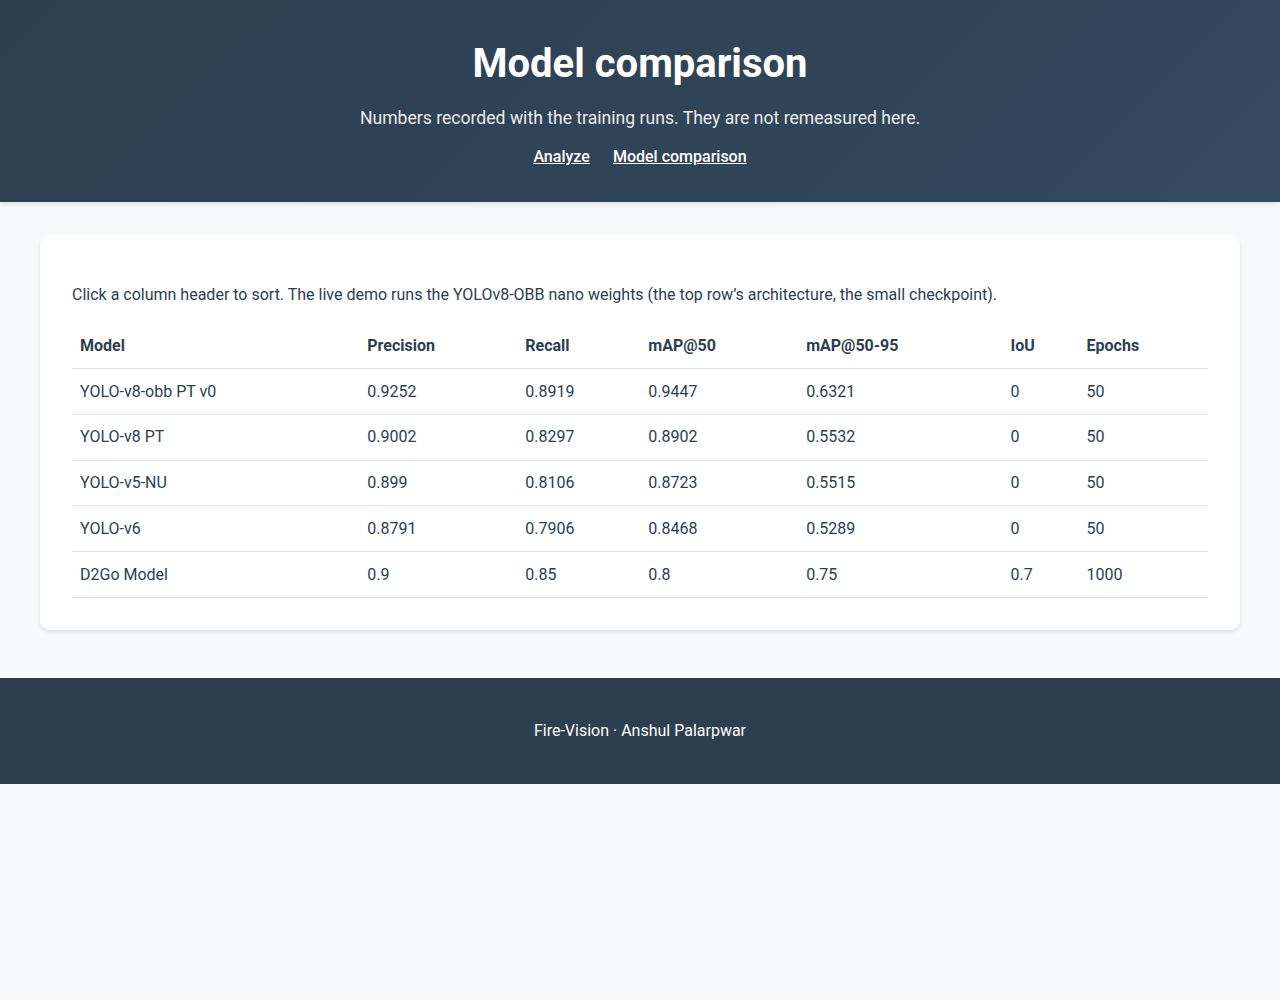 Model comparison
Numbers recorded with the training runs. They are not remeasured here.
Analyze Model comparison
Click a column header to sort. The live demo runs the YOLOv8-OBB nano weights (the top row’s architecture, the small checkpoint).
Model Precision Recall mAP@50 mAP@50-95 IoU Epochs
YOLO-v8-obb PT v0 0.9252 0.8919 0.9447 0.6321 0 50
YOLO-v8 PT 0.9002 0.8297 0.8902 0.5532 0 50
YOLO-v5-NU 0.899 0.8106 0.8723 0.5515 0 50
YOLO-v6 0.8791 0.7906 0.8468 0.5289 0 50
D2Go Model 0.9 0.85 0.8 0.75 0.7 1000
Fire-Vision · Anshul Palarpwar